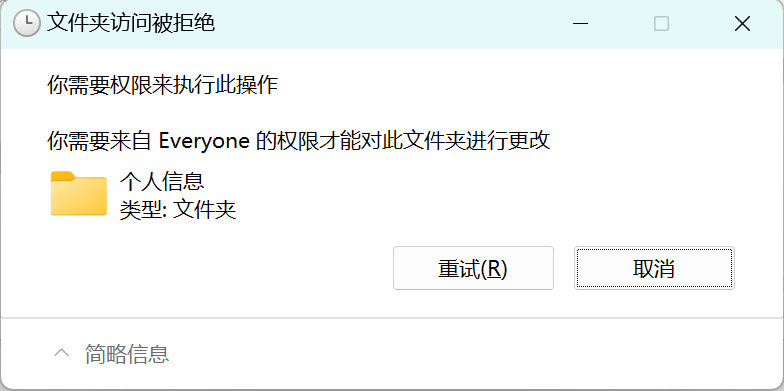 文件夹访问被拒绝
你需要权限来执行此操作
你需要来自 Everyone 的权限才能对此文件夹进行更改
个人信息
类型: 文件夹
重试(R)
取消
简略信息